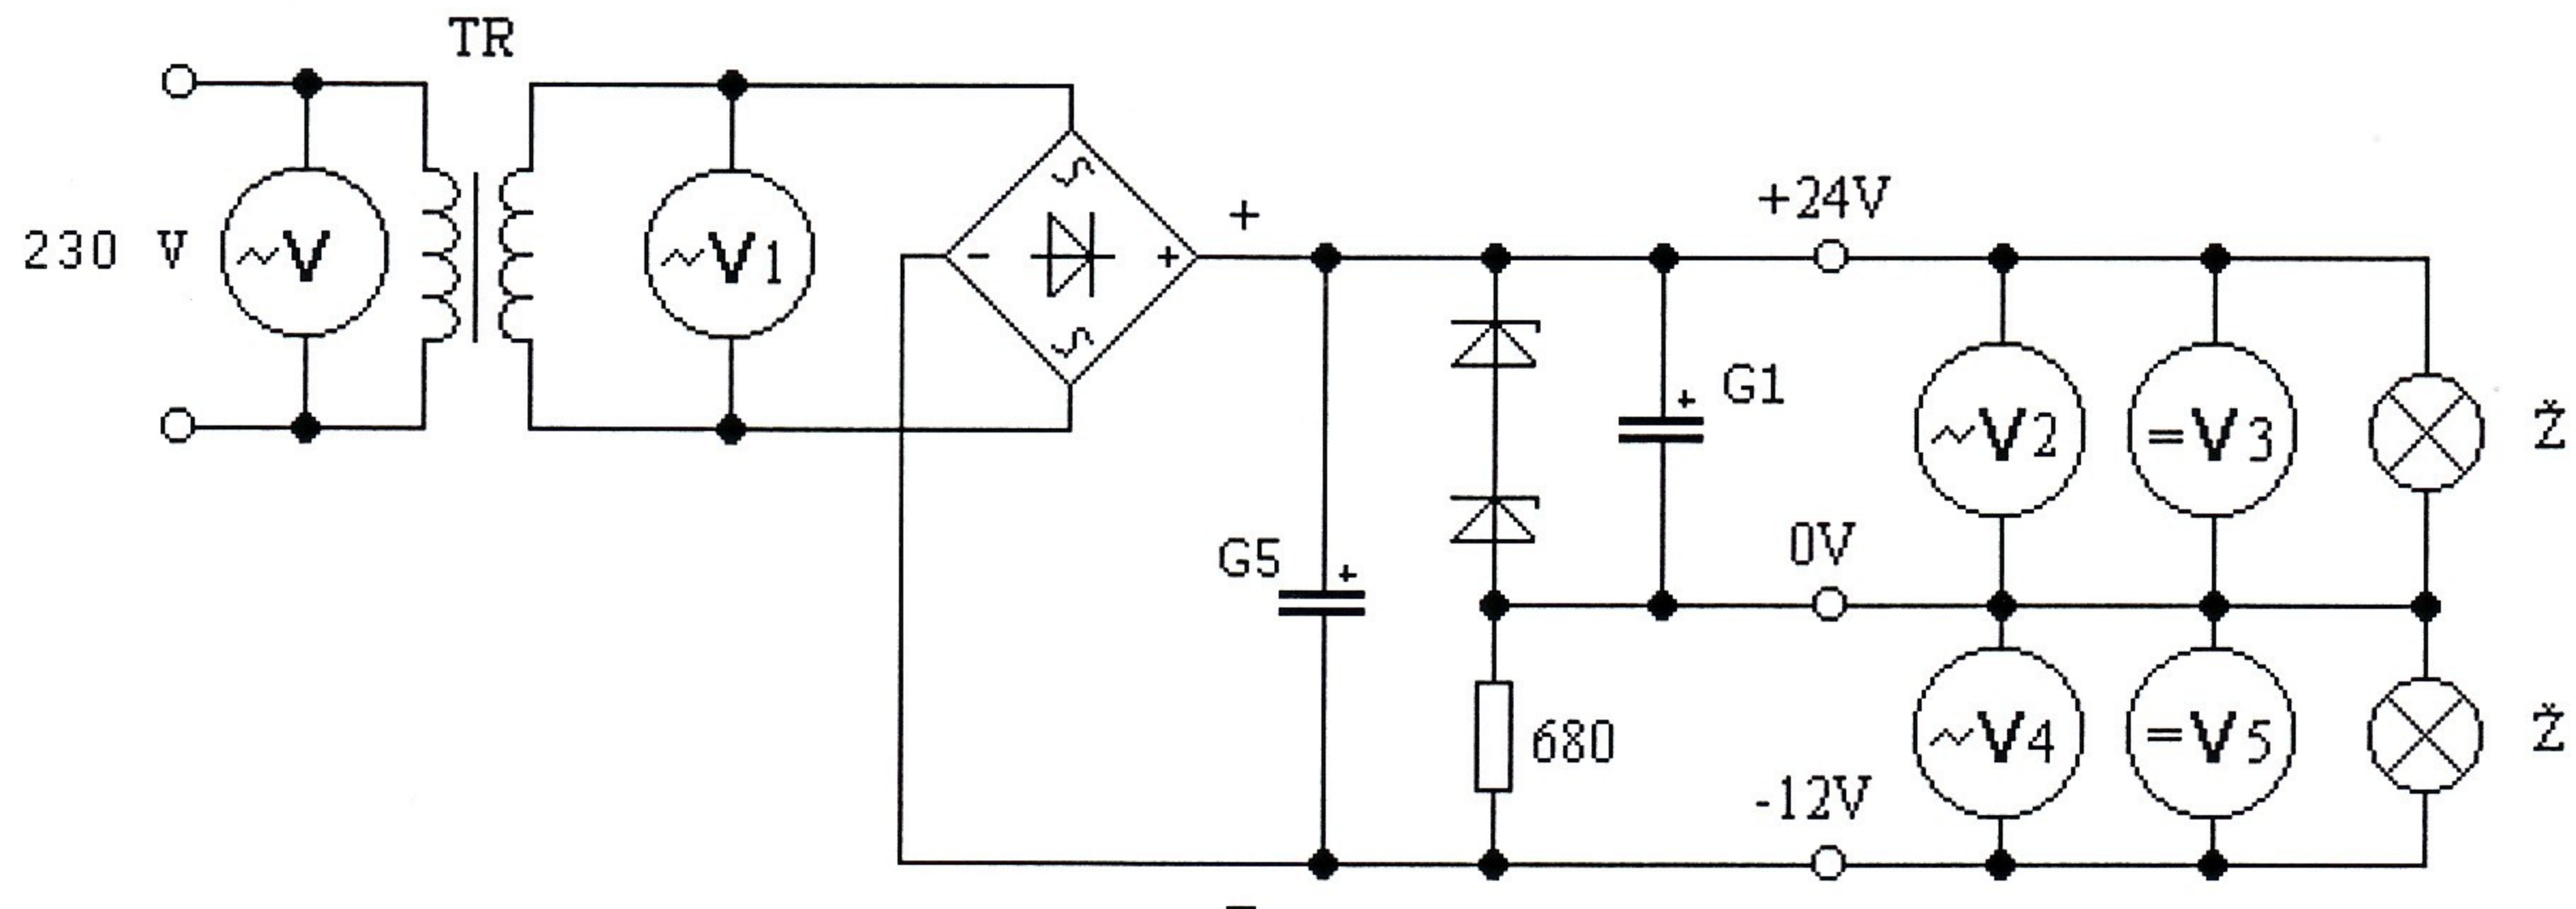 TR
230 V
~V
~V1
~
-
+
~
+
+24V
G1
+
~V2
=V3
Ž
0V
G5
+
680
~V4
=V5
Ž
-12V